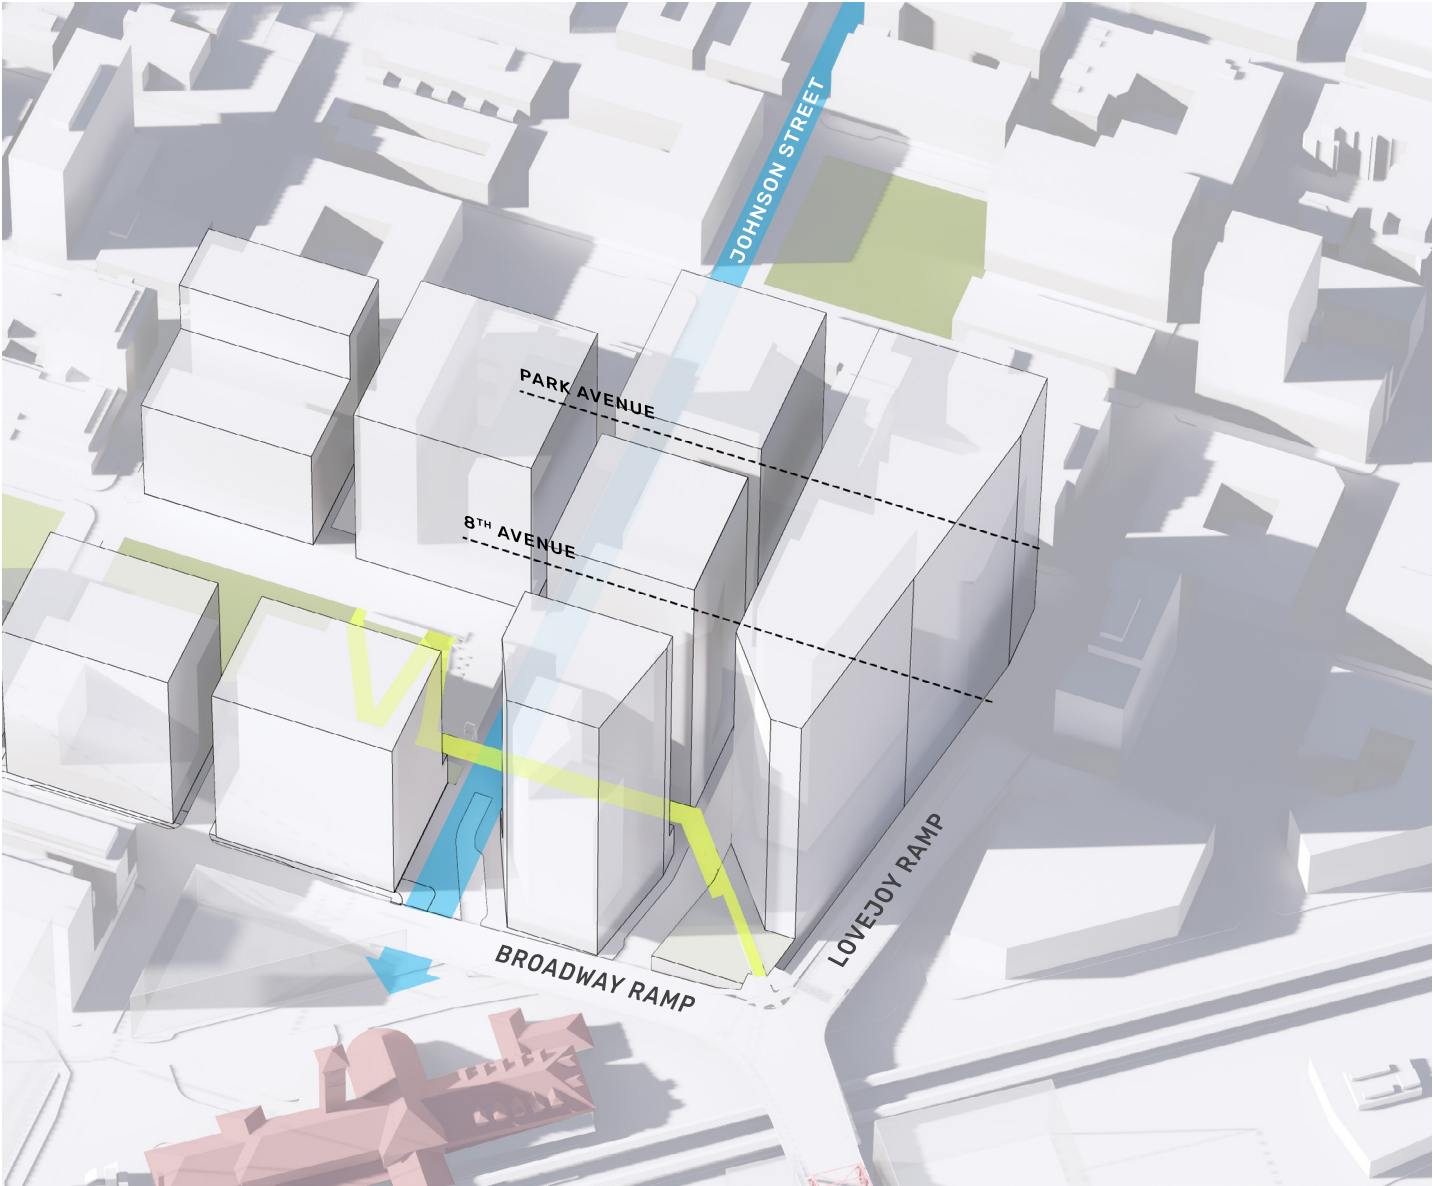 JOHNSON STREET
PARK AVENUE
8TH AVENUE
LOVEJOY RAMP
BROADWAY RAMP